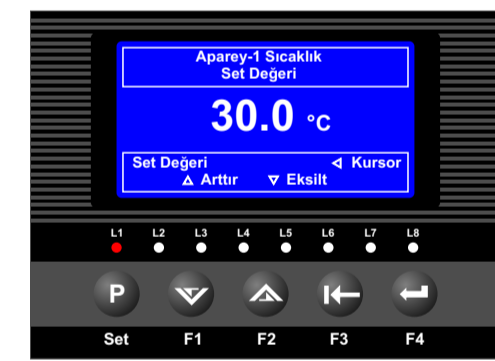 Aparey-1 Sıcaklık
Set Değeri
30.0 °C
Set Değeri Kursor
Arttır Eksilt
L1 L2 L3 L4 L5 L6 L7 L8
P
Set F1 F2 F3 F4